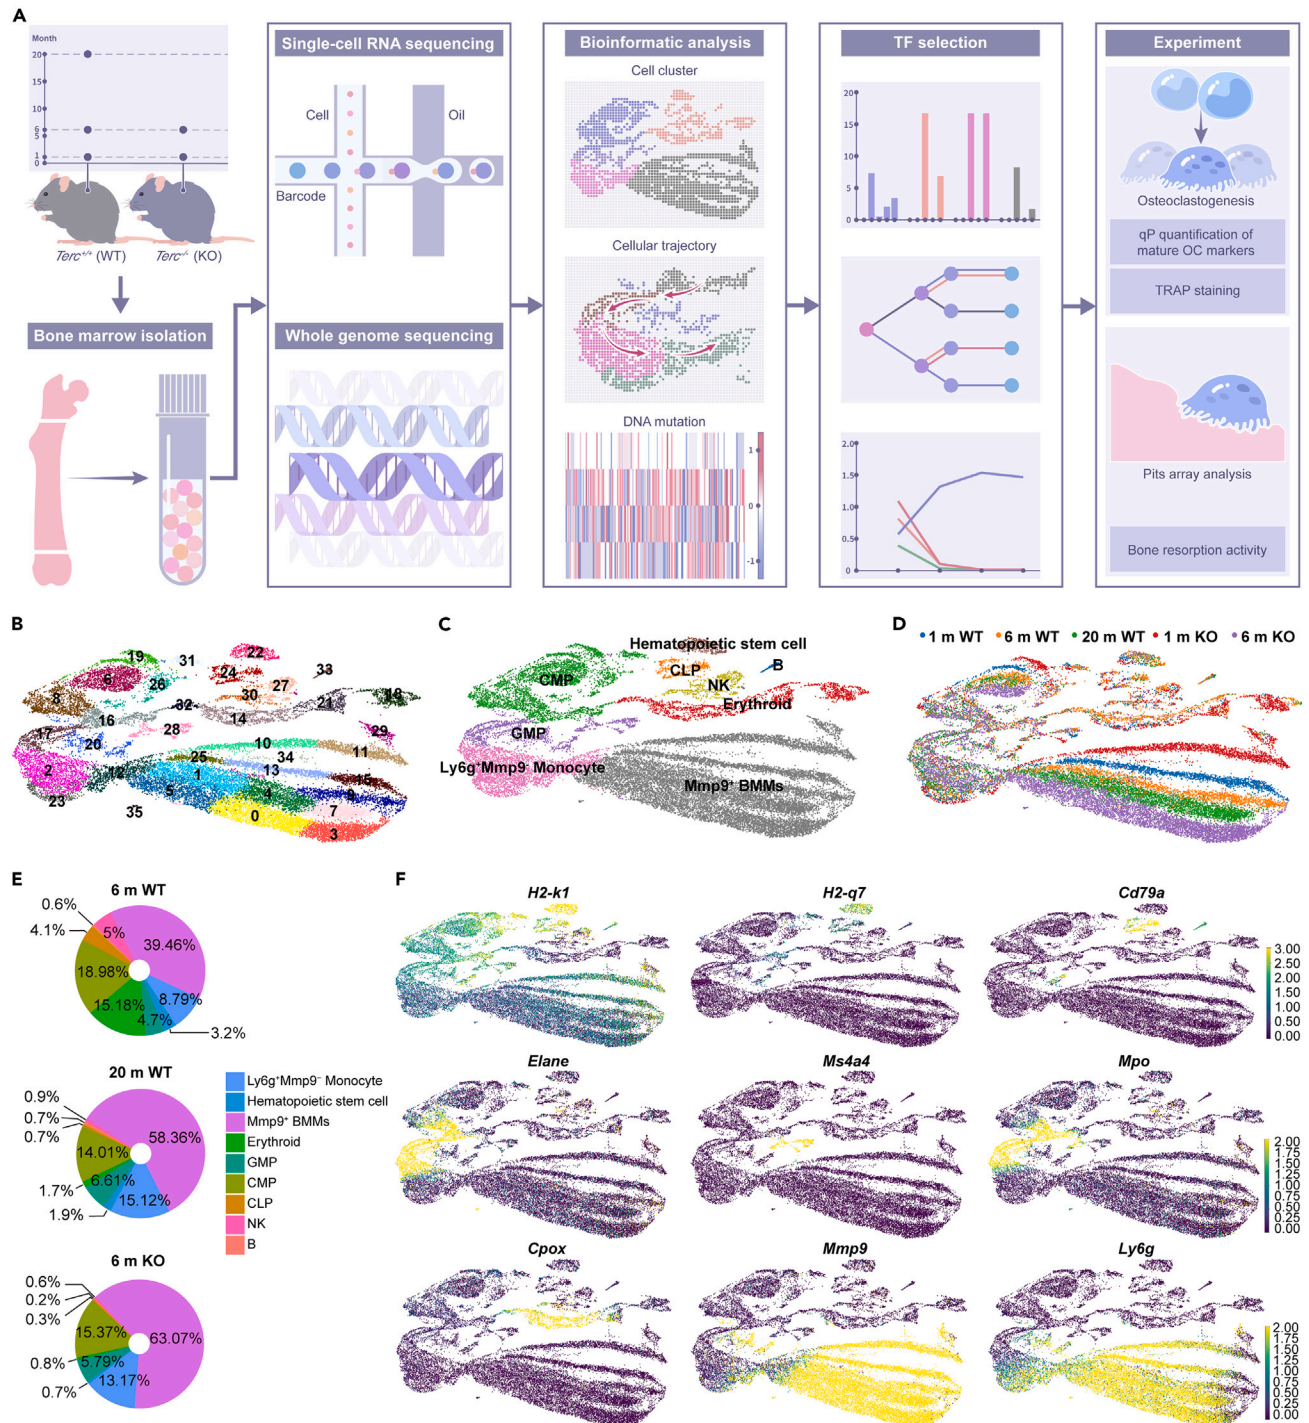 A
Month
20
15
10
6
5
1
0
Terc+/+ (WT)
Terc-/- (KO)
Bone marrow isolation
Single-cell RNA sequencing
Cell
Oil
Barcode
Whole genome sequencing
Bioinformatic analysis
Cell cluster
Cellular trajectory
DNA mutation
1
0
-1
TF selection
20
15
10
5
0
2.0
1.5
1.0
0.5
0
Experiment
Osteoclastogenesis
qP quantification of
mature OC markers
TRAP staining
Pits array analysis
Bone resorption activity
B
19
31
22
33
6
24
27
8
26
30
21
18
16
32
14
17
28
29
20
10
11
2
25
34
12
1
13
15
5
4
9
23
35
0
7
3
C
Hematopoietic stem cell
B
CLP
CMP
NK
Erythroid
GMP
Ly6g+Mmp9- Monocyte
Mmp9+ BMMs
D
1 m WT
6 m WT
20 m WT
1 m KO
6 m KO
E
6 m WT
0.6%
4.1%
5%
39.46%
18.98%
15.18%
8.79%
4.7%
3.2%
20 m WT
0.9%
0.7%
0.7%
58.36%
14.01%
6.61%
1.7%
15.12%
1.9%
Ly6g+Mmp9- Monocyte
Hematopoietic stem cell
Mmp9+ BMMs
Erythroid
GMP
CMP
CLP
NK
B
6 m KO
0.6%
0.2%
0.3%
15.37%
63.07%
0.8%
5.79%
13.17%
0.7%
F
H2-k1
H2-q7
Cd79a
3.00
2.50
2.00
1.50
1.00
0.50
0.00
Elane
Ms4a4
Mpo
2.00
1.75
1.50
1.25
1.00
0.75
0.50
0.25
0.00
Cpox
Mmp9
Ly6g
2.00
1.75
1.50
1.25
1.00
0.75
0.50
0.25
0.00